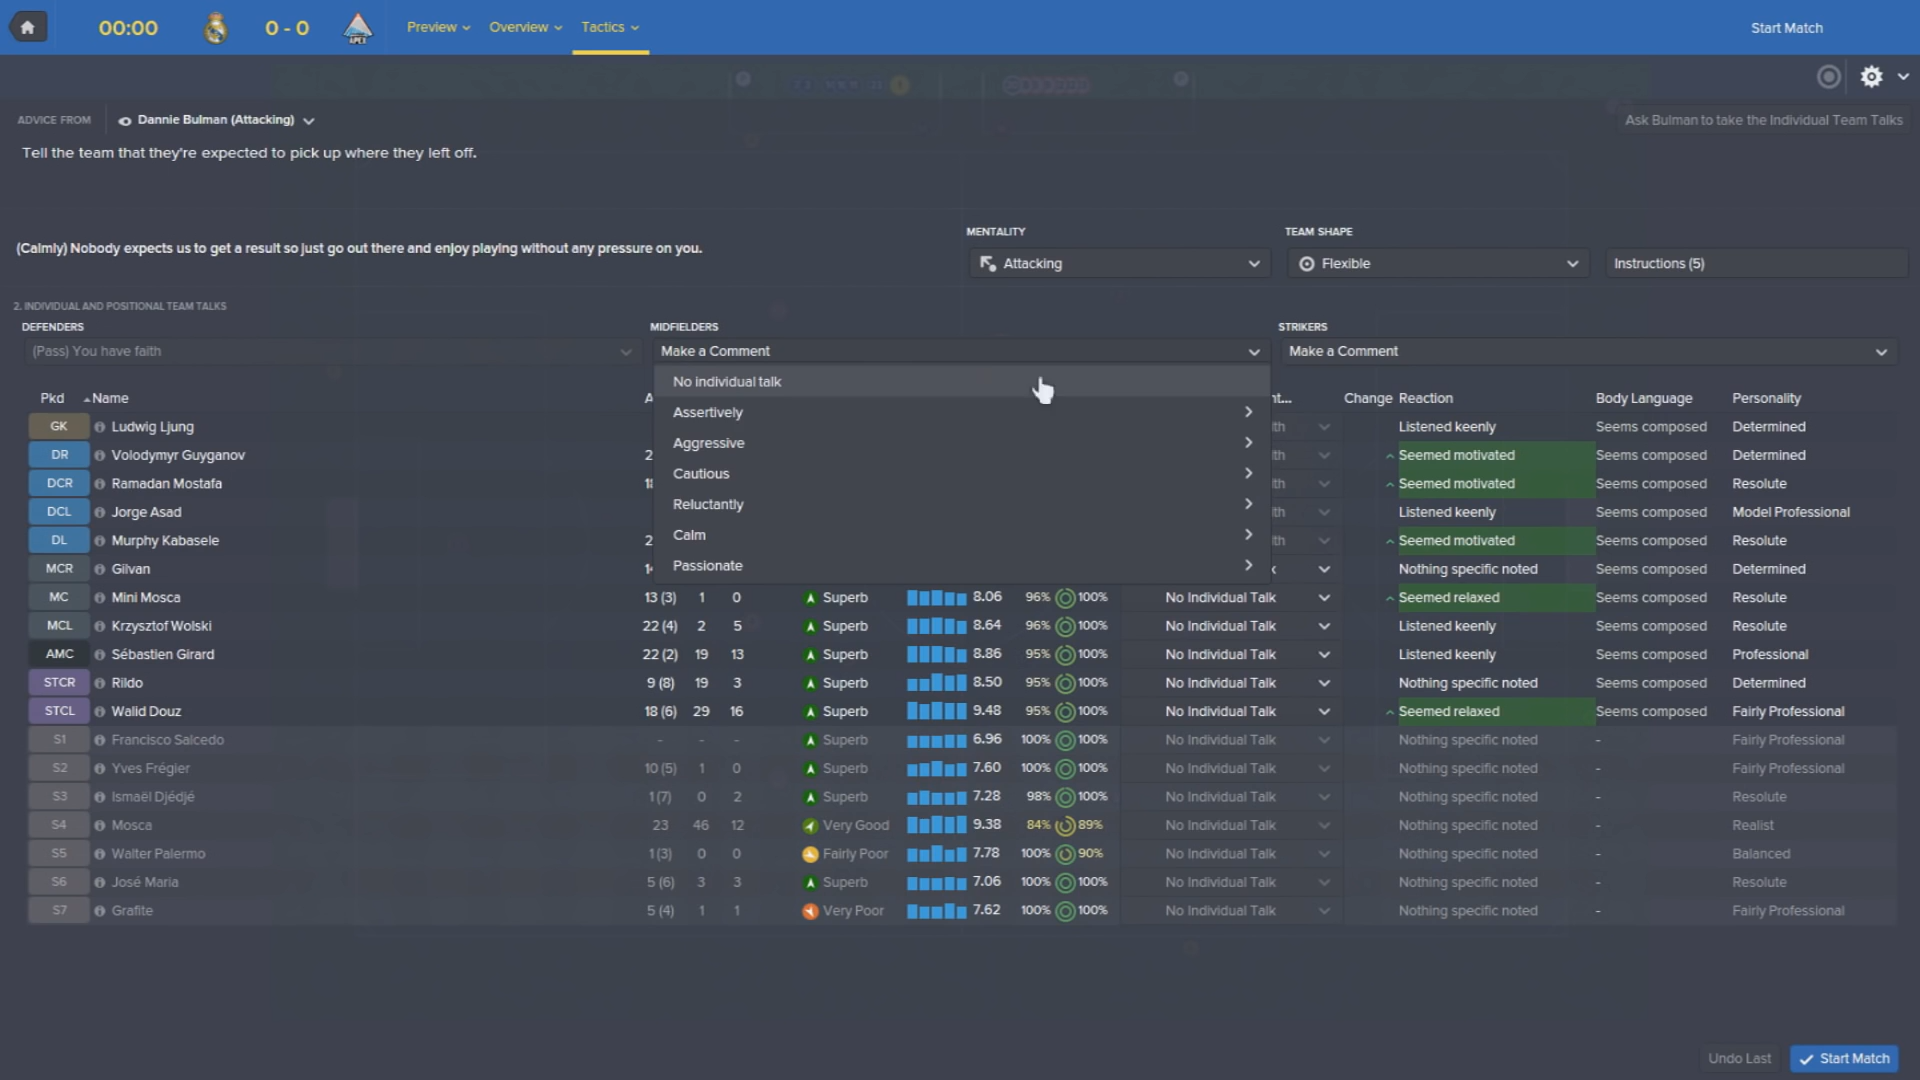 00:00
0 - 0
APEX
Preview
Overview
Tactics
Start Match
ADVICE FROM
Dannie Bulman (Attacking)
Ask Bulman to take the Individual Team Talks
Tell the team that they're expected to pick up where they left off.
MENTALITY
TEAM SHAPE
(Calmly) Nobody expects us to get a result so just go out there and enjoy playing without any pressure on you.
Attacking
Flexible
Instructions (5)
2. INDIVIDUAL AND POSITIONAL TEAM TALKS
DEFENDERS
MIDFIELDERS
STRIKERS
(Pass) You have faith
Make a Comment
Make a Comment
No individual talk
Assertively
Aggressive
Cautious
Reluctantly
Calm
Passionate
Pkd Name A nt... Change Reaction Body Language Personality
GK Ludwig Ljung th Listened keenly Seems composed Determined
DR Volodymyr Guyganov 2 th Seemed motivated Seems composed Determined
DCR Ramadan Mostafa th Seemed motivated Seems composed Resolute
DCL Jorge Asad th Listened keenly Seems composed Model Professional
DL Murphy Kabasele 2 th Seemed motivated Seems composed Resolute
MCR Gilvan k Nothing specific noted Seems composed Determined
MC Mini Mosca 13 (3) 1 0 Superb 8.06 96% 100% No Individual Talk Seemed relaxed Seems composed Resolute
MCL Krzysztof Wolski 22 (4) 2 5 Superb 8.64 96% 100% No Individual Talk Listened keenly Seems composed Resolute
AMC Sébastien Girard 22 (2) 19 13 Superb 8.86 95% 100% No Individual Talk Listened keenly Seems composed Professional
STCR Rildo 9 (8) 19 3 Superb 8.50 95% 100% No Individual Talk Nothing specific noted Seems composed Determined
STCL Walid Douz 18 (6) 29 16 Superb 9.48 95% 100% No Individual Talk Seemed relaxed Seems composed Fairly Professional
S1 Francisco Salcedo - - - Superb 6.96 100% 100% No Individual Talk Nothing specific noted - Fairly Professional
S2 Yves Frégier 10 (5) 1 0 Superb 7.60 100% 100% No Individual Talk Nothing specific noted - Fairly Professional
S3 Ismaël Djédjé 1 (7) 0 2 Superb 7.28 98% 100% No Individual Talk Nothing specific noted - Resolute
S4 Mosca 23 46 12 Very Good 9.38 84% 89% No Individual Talk Nothing specific noted - Realist
S5 Walter Palermo 1 (3) 0 0 Fairly Poor 7.78 100% 90% No Individual Talk Nothing specific noted - Balanced
S6 José Maria 5 (6) 3 3 Superb 7.06 100% 100% No Individual Talk Nothing specific noted - Resolute
S7 Grafite 5 (4) 1 1 Very Poor 7.62 100% 100% No Individual Talk Nothing specific noted - Fairly Professional
Undo Last
Start Match